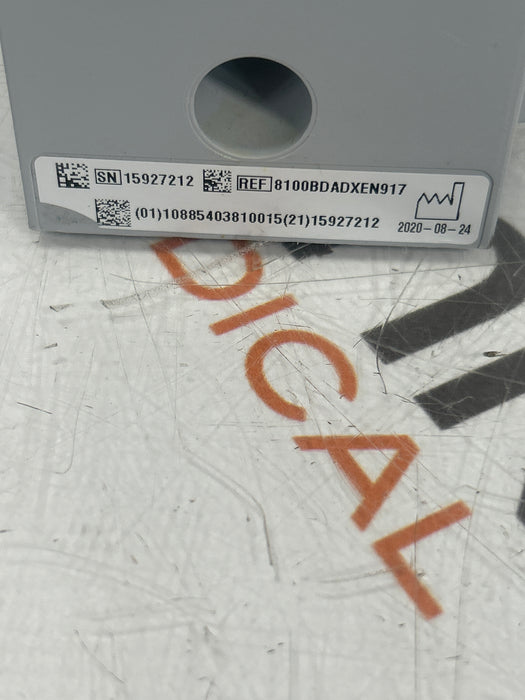 SN 15927212 REF 8100BDADXEN917
(01)10885403810015(21)15927212
2020-08-24
DICAL